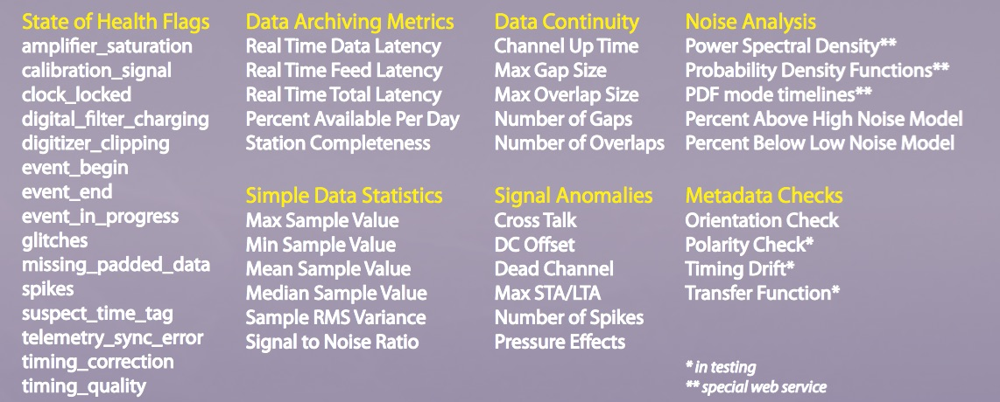 State of Health Flags
amplifier_saturation
calibration_signal
clock_locked
digital_filter_charging
digitizer_clipping
event_begin
event_end
event_in_progress
glitches
missing_padded_data
spikes
suspect_time_tag
telemetry_sync_error
timing_correction
timing_quality
Data Archiving Metrics
Real Time Data Latency
Real Time Feed Latency
Real Time Total Latency
Percent Available Per Day
Station Completeness
Simple Data Statistics
Max Sample Value
Min Sample Value
Mean Sample Value
Median Sample Value
Sample RMS Variance
Signal to Noise Ratio
Data Continuity
Channel Up Time
Max Gap Size
Max Overlap Size
Number of Gaps
Number of Overlaps
Signal Anomalies
Cross Talk
DC Offset
Dead Channel
Max STA/LTA
Number of Spikes
Pressure Effects
Noise Analysis
Power Spectral Density**
Probability Density Functions**
PDF mode timelines**
Percent Above High Noise Model
Percent Below Low Noise Model
Metadata Checks
Orientation Check
Polarity Check*
Timing Drift*
Transfer Function*
* in testing
** special web service